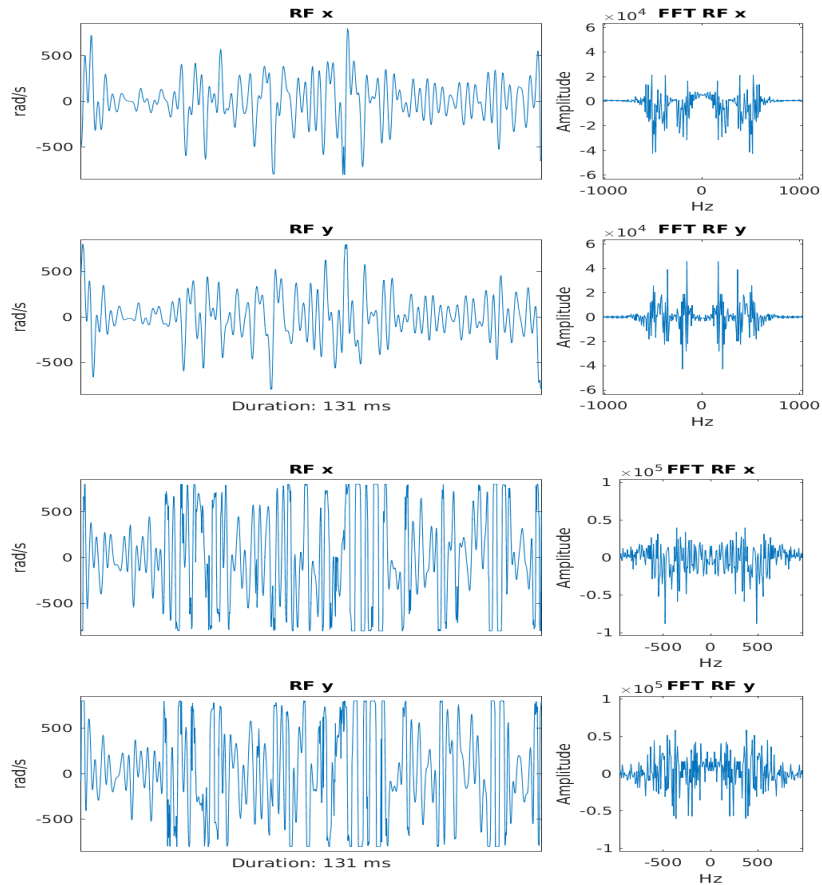 RF x
rad/s
500
0
-500
FFT RF x
×10⁴
Amplitude
6
4
2
0
-2
-4
-6
-1000 0 1000
Hz
RF y
rad/s
500
0
-500
Duration: 131 ms
FFT RF y
×10⁴
Amplitude
6
4
2
0
-2
-4
-6
-1000 0 1000
Hz
RF x
rad/s
500
0
-500
FFT RF x
×10⁵
Amplitude
1
0.5
0
-0.5
-1
-500 0 500
Hz
RF y
rad/s
500
0
-500
Duration: 131 ms
FFT RF y
×10⁵
Amplitude
1
0.5
0
-0.5
-1
-500 0 500
Hz